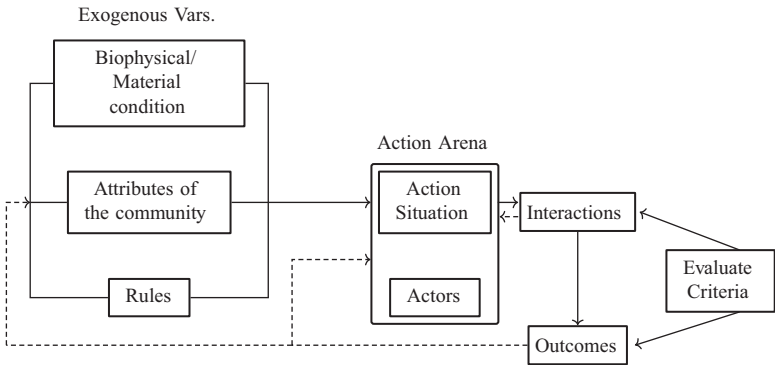 Exogenous Vars.
Biophysical/
Material
condition
Attributes of
the community
Rules
Action Arena
Action
Situation
Actors
Interactions
Outcomes
Evaluate
Criteria